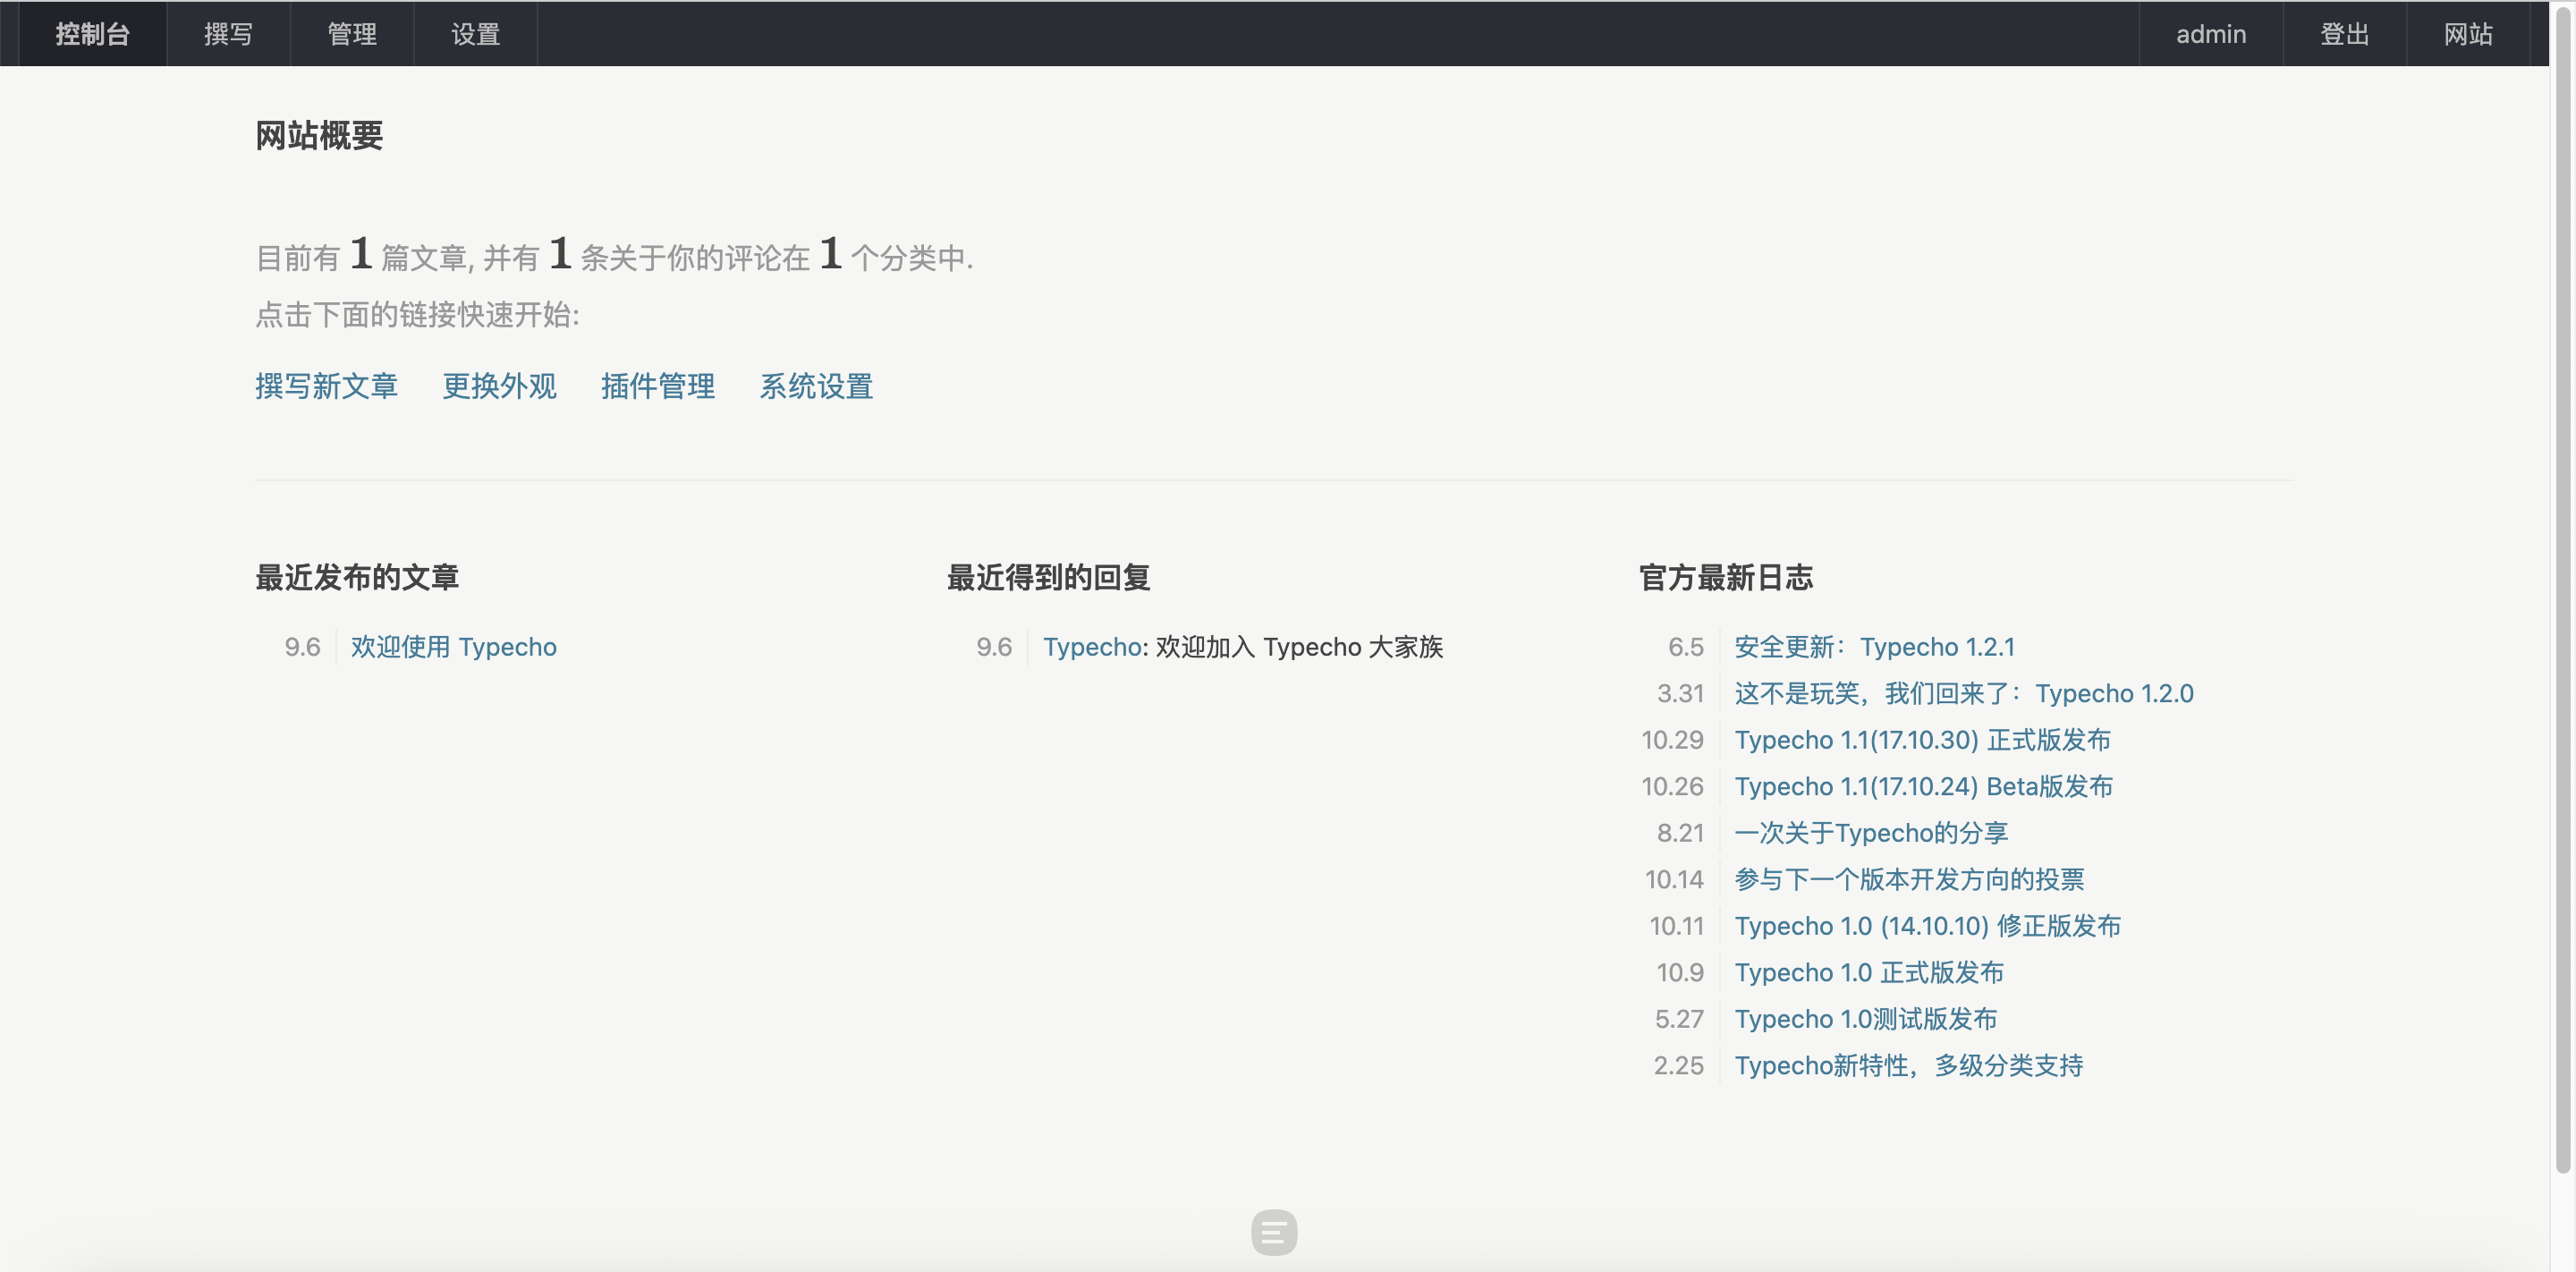 控制台 撰写 管理 设置 admin 登出 网站
网站概要
目前有 1 篇文章, 并有 1 条关于你的评论在 1 个分类中.
点击下面的链接快速开始:
撰写新文章 更换外观 插件管理 系统设置
最近发布的文章
9.6 欢迎使用 Typecho
最近得到的回复
9.6 Typecho: 欢迎加入 Typecho 大家族
官方最新日志
6.5 安全更新：Typecho 1.2.1
3.31 这不是玩笑，我们回来了：Typecho 1.2.0
10.29 Typecho 1.1(17.10.30) 正式版发布
10.26 Typecho 1.1(17.10.24) Beta版发布
8.21 一次关于Typecho的分享
10.14 参与下一个版本开发方向的投票
10.11 Typecho 1.0 (14.10.10) 修正版发布
10.9 Typecho 1.0 正式版发布
5.27 Typecho 1.0测试版发布
2.25 Typecho新特性，多级分类支持